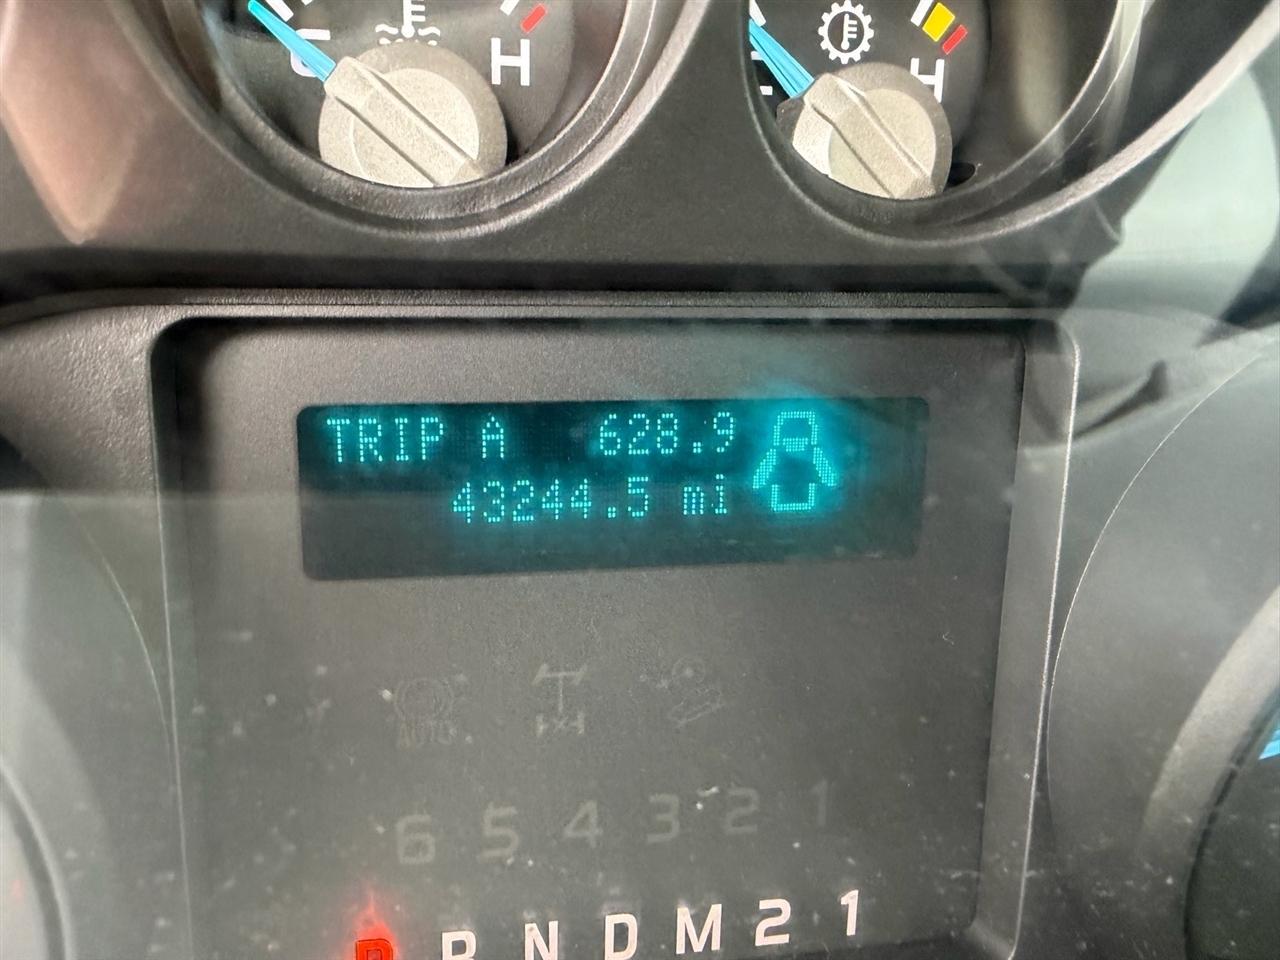 H
H
TRIP A 628.9
43244.5 mi
AUTO
6 5 4 3 2 1
P R N D M 2 1